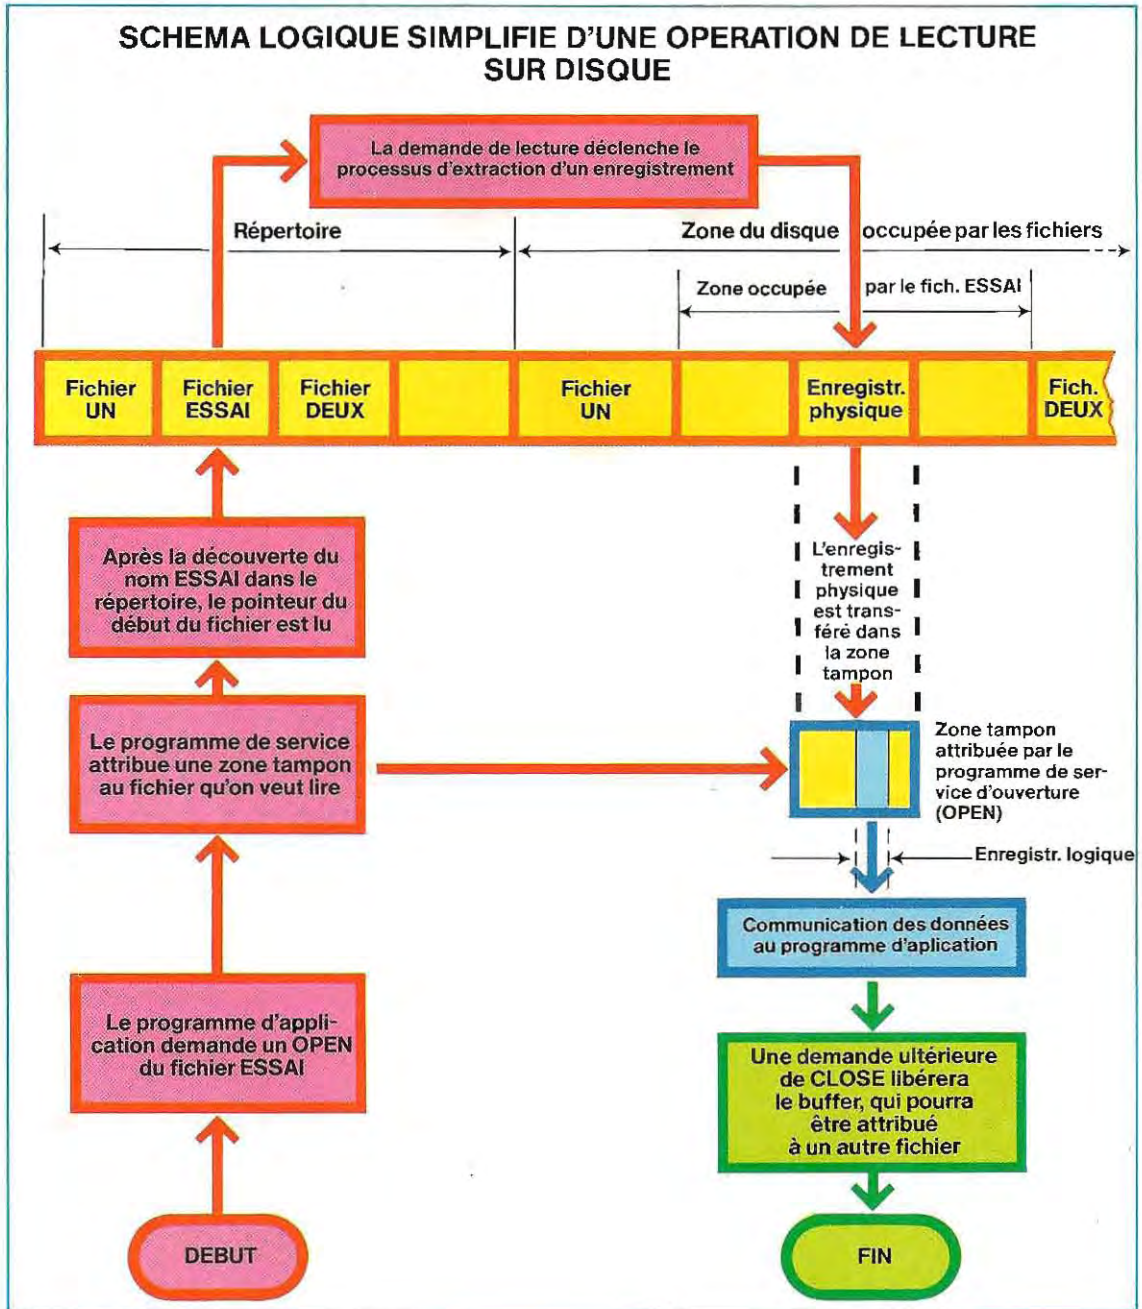 SCHEMA LOGIQUE SIMPLIFIE D'UNE OPERATION DE LECTURE
SUR DISQUE
La demande de lecture déclenche le
processus d'extraction d'un enregistrement
Répertoire
Zone du disque occupée par les fichiers
Zone occupée par le fich. ESSAI
Fichier
UN
Fichier
ESSAI
Fichier
DEUX
Fichier
UN
Enregistr.
physique
Fich.
DEUX
Après la découverte du
nom ESSAI dans le
répertoire, le pointeur du
début du fichier est lu
L'enregis-
trement
physique
est trans-
féré dans
la zone
tampon
Le programme de service
attribue une zone tampon
au fichier qu'on veut lire
Zone tampon
attribuée par le
programme de ser-
vice d'ouverture
(OPEN)
Enregistr. logique
Communication des données
au programme d'aplication
Le programme d'appli-
cation demande un OPEN
du fichier ESSAI
Une demande ultérieure
de CLOSE libérera
le buffer, qui pourra
être attribué
à un autre fichier
DEBUT
FIN